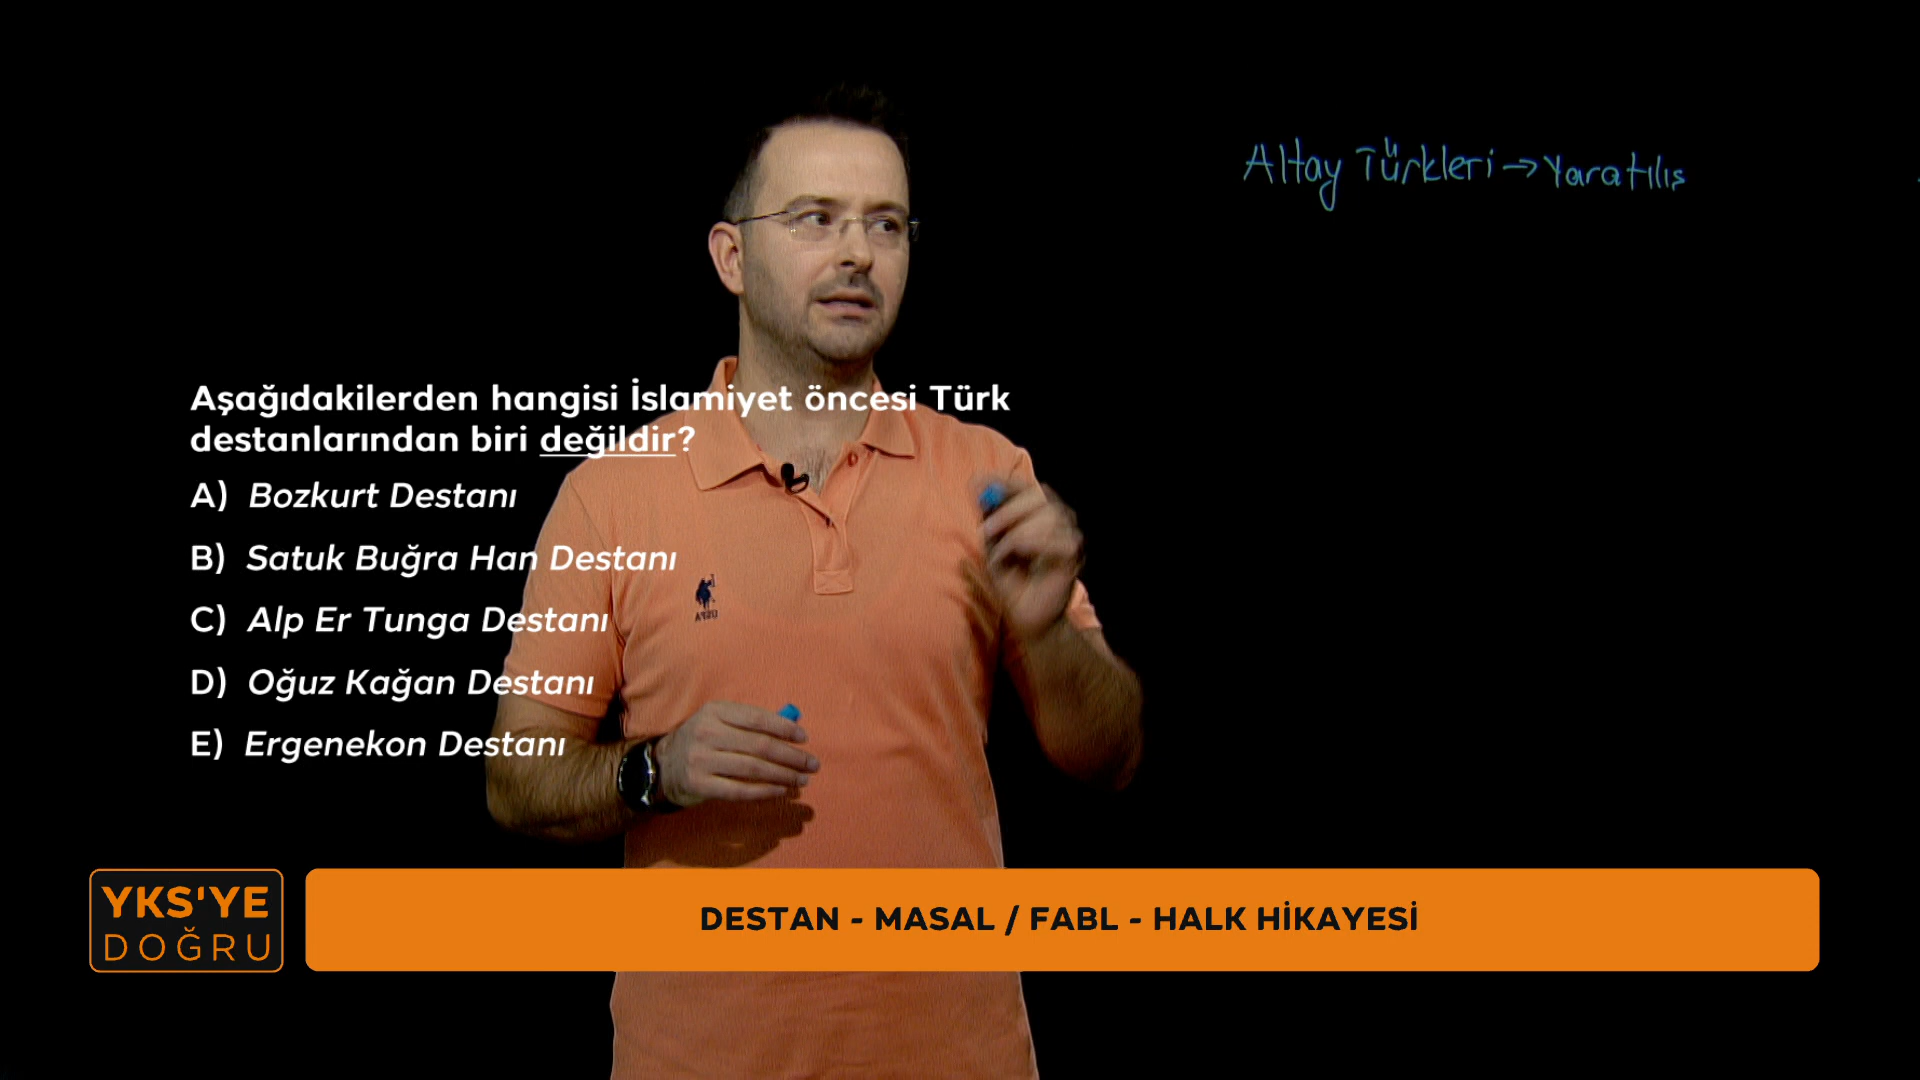 Altay Türkleri → Yaratılış
Aşağıdakilerden hangisi İslamiyet öncesi Türk
destanlarından biri değildir?
A) Bozkurt Destanı
B) Satuk Buğra Han Destanı
C) Alp Er Tunga Destanı
D) Oğuz Kağan Destanı
E) Ergenekon Destanı
YKS'YE
DOĞRU
DESTAN - MASAL / FABL - HALK HİKAYESİ